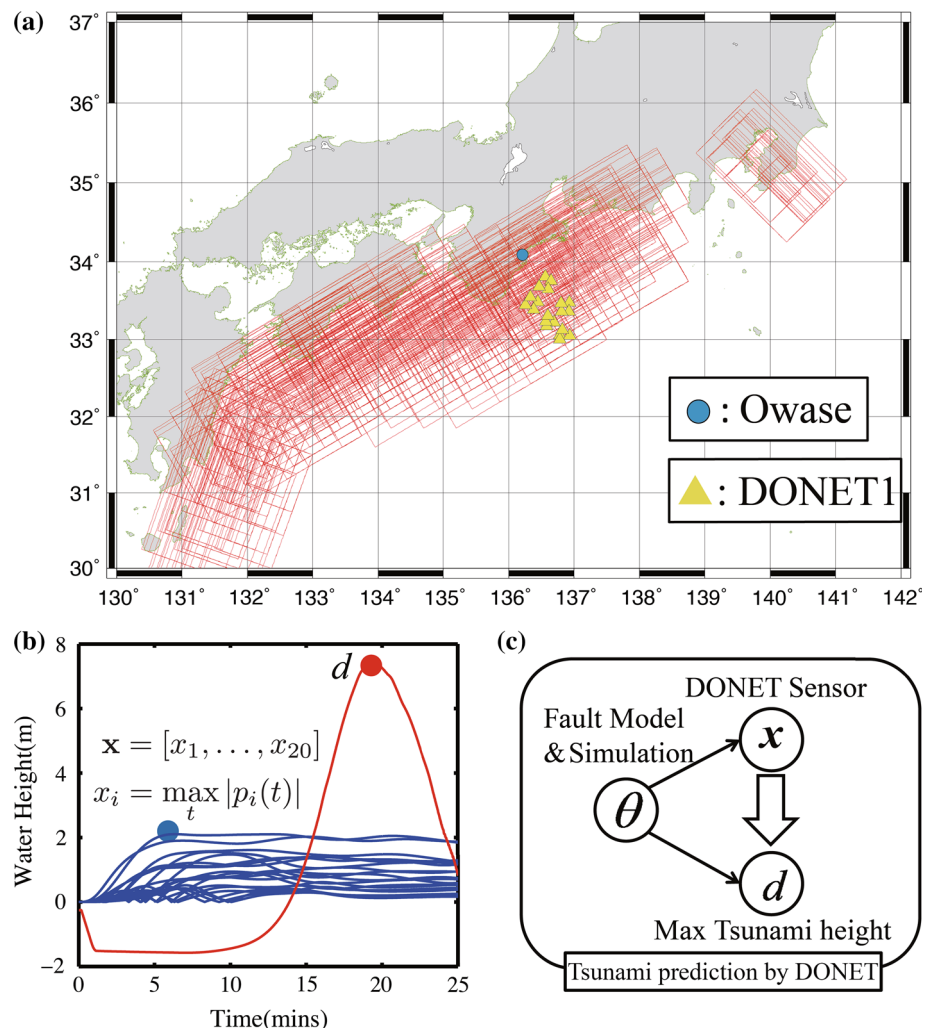 (a)
37°
36°
35°
34°
33°
32°
31°
30°
130° 131° 132° 133° 134° 135° 136° 137° 138° 139° 140° 141° 142°
: Owase
: DONET1
(b)
8
6
4
2
0
−2
Water Height(m)
d
x = [x₁, . . . , x₂₀]
xᵢ = max |pᵢ(t)|
t
0 5 10 15 20 25
Time(mins)
(c)
DONET Sensor
Fault Model
& Simulation
x
θ
d
Max Tsunami height
Tsunami prediction by DONET